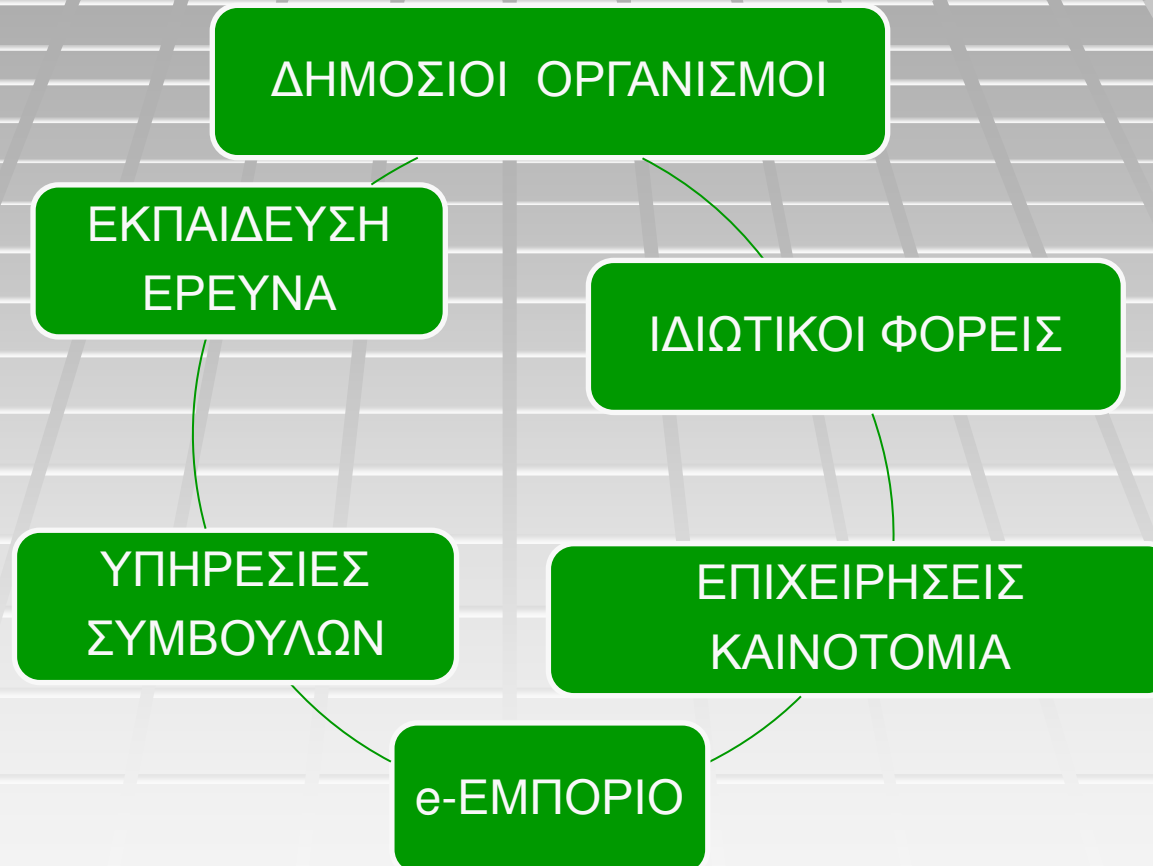 ΔΗΜΟΣΙΟΙ ΟΡΓΑΝΙΣΜΟΙ
ΕΚΠΑΙΔΕΥΣΗ
ΕΡΕΥΝΑ
ΙΔΙΩΤΙΚΟΙ ΦΟΡΕΙΣ
ΥΠΗΡΕΣΙΕΣ
ΣΥΜΒΟΥΛΩΝ
ΕΠΙΧΕΙΡΗΣΕΙΣ
ΚΑΙΝΟΤΟΜΙΑ
e-ΕΜΠΟΡΙΟ